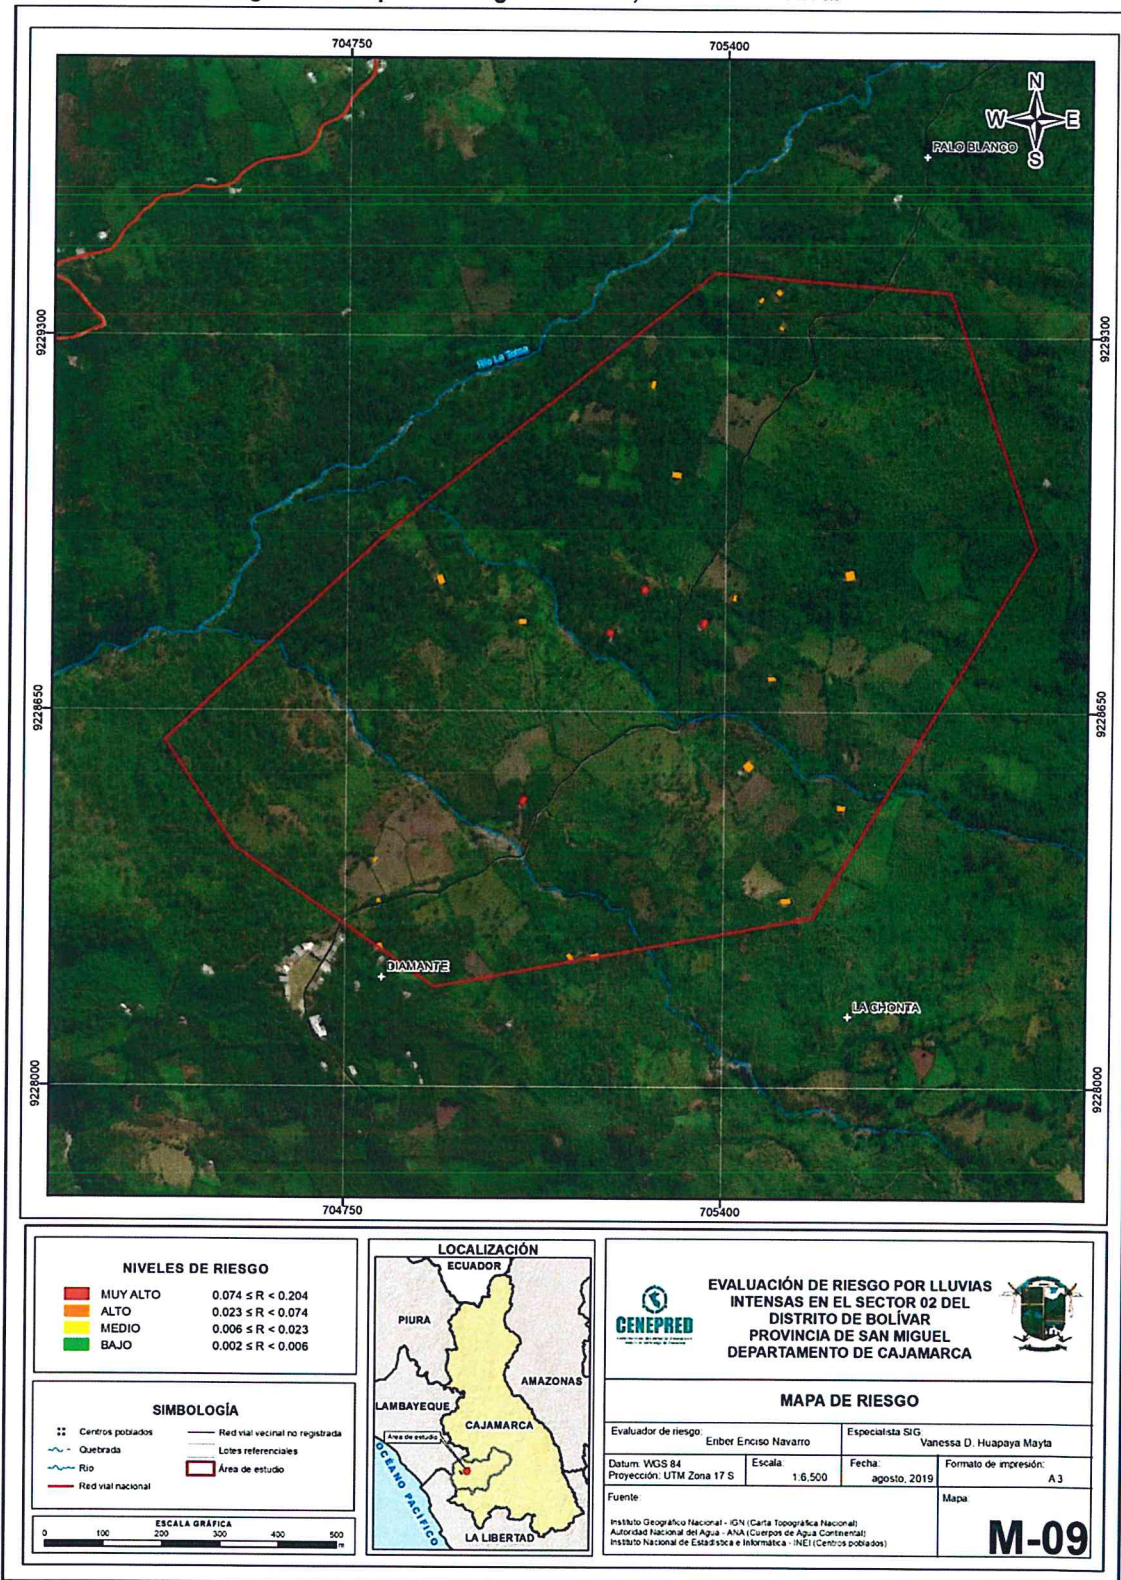 704750
705400
N
W
E
S
PALO BLANCO
9229300
9229300
Río La Toma
9228650
9228650
DIAMANTE
LA CHONTA
9228000
9228000
704750
705400
NIVELES DE RIESGO
MUY ALTO 0.074 ≤ R < 0.204
ALTO 0.023 ≤ R < 0.074
MEDIO 0.006 ≤ R < 0.023
BAJO 0.002 ≤ R < 0.006
SIMBOLOGÍA
Centros poblados
Quebrada
Río
Red vial nacional
Red vial vecinal no registrada
Lotes referenciales
Área de estudio
ESCALA GRÁFICA
0 100 200 300 400 500
m
LOCALIZACIÓN
ECUADOR
PIURA
AMAZONAS
LAMBAYEQUE
CAJAMARCA
Área de estudio
OCÉANO PACÍFICO
LA LIBERTAD
CENEPRED
EVALUACIÓN DE RIESGO POR LLUVIAS
INTENSAS EN EL SECTOR 02 DEL
DISTRITO DE BOLÍVAR
PROVINCIA DE SAN MIGUEL
DEPARTAMENTO DE CAJAMARCA
MAPA DE RIESGO
Evaluador de riesgo:
Eriber Enciso Navarro
Especialista SIG
Vanessa D. Huapaya Mayta
Datum: WGS 84
Proyección: UTM Zona 17 S
Escala:
1:6,500
Fecha:
agosto, 2019
Formato de impresión:
A 3
Fuente:
Instituto Geográfico Nacional - IGN (Carta Topográfica Nacional)
Autoridad Nacional del Agua - ANA (Cuerpos de Agua Continental)
Instituto Nacional de Estadística e Informática - INEI (Centros poblados)
Mapa:
M-09